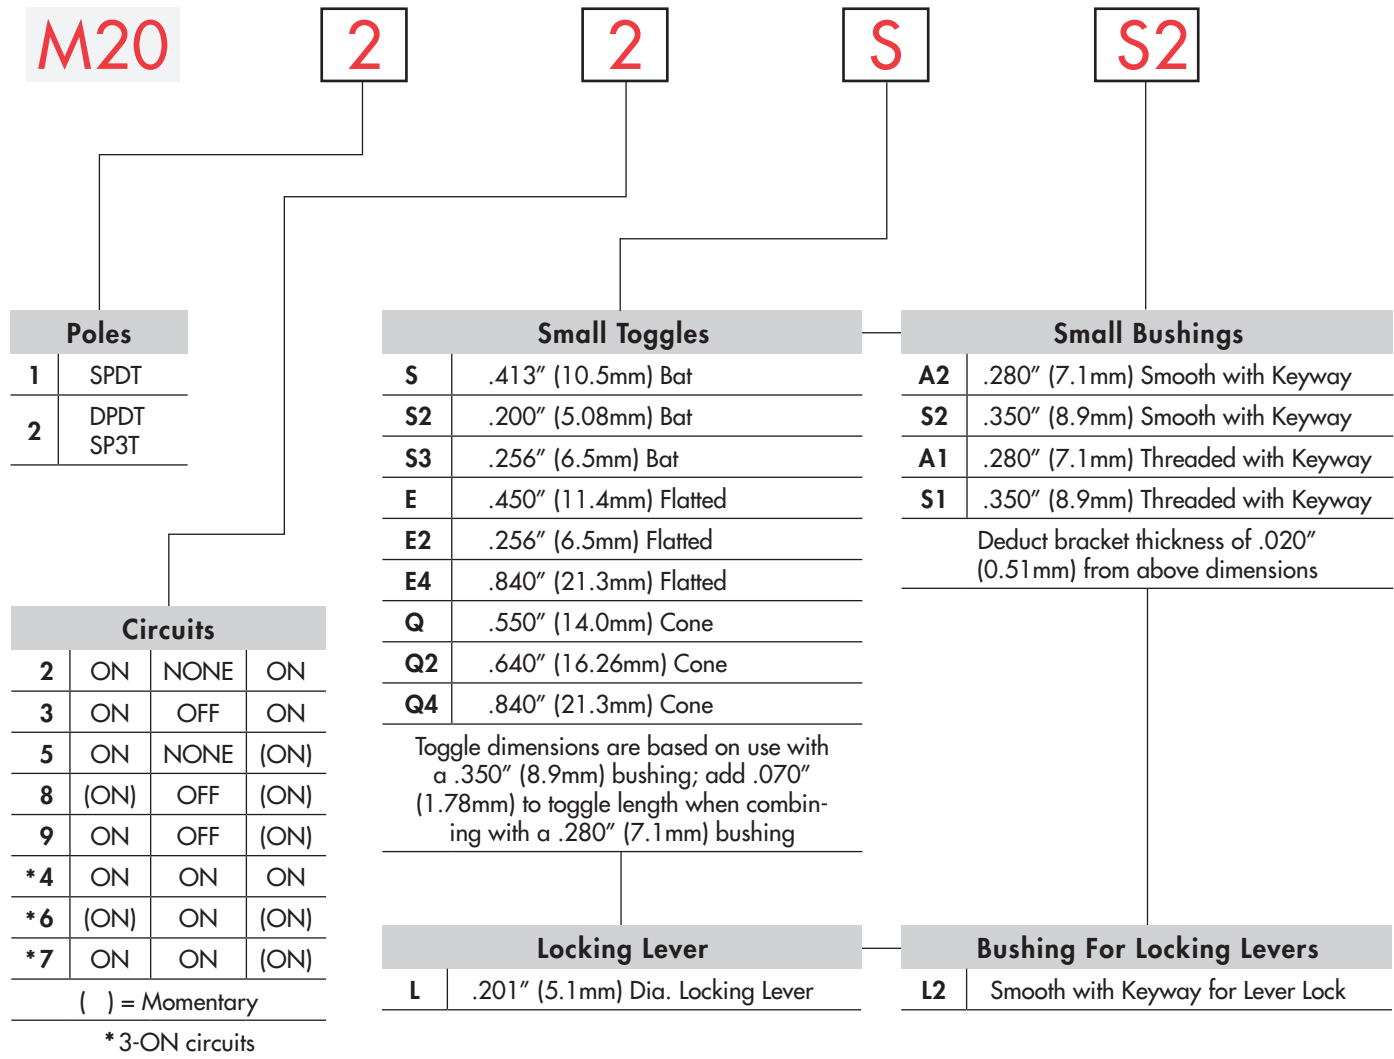 M20 2 2 S S2
Poles
1 SPDT
2 DPDT
SP3T
Circuits
2 ON NONE ON
3 ON OFF ON
5 ON NONE (ON)
8 (ON) OFF (ON)
9 ON OFF (ON)
*4 ON ON ON
*6 (ON) ON (ON)
*7 ON ON (ON)
( ) = Momentary
*3-ON circuits
Small Toggles
S .413" (10.5mm) Bat
S2 .200" (5.08mm) Bat
S3 .256" (6.5mm) Bat
E .450" (11.4mm) Flatted
E2 .256" (6.5mm) Flatted
E4 .840" (21.3mm) Flatted
Q .550" (14.0mm) Cone
Q2 .640" (16.26mm) Cone
Q4 .840" (21.3mm) Cone
Toggle dimensions are based on use with
a .350" (8.9mm) bushing; add .070"
(1.78mm) to toggle length when combin-
ing with a .280" (7.1mm) bushing
Locking Lever
L .201" (5.1mm) Dia. Locking Lever
Small Bushings
A2 .280" (7.1mm) Smooth with Keyway
S2 .350" (8.9mm) Smooth with Keyway
A1 .280" (7.1mm) Threaded with Keyway
S1 .350" (8.9mm) Threaded with Keyway
Deduct bracket thickness of .020"
(0.51mm) from above dimensions
Bushing For Locking Levers
L2 Smooth with Keyway for Lever Lock